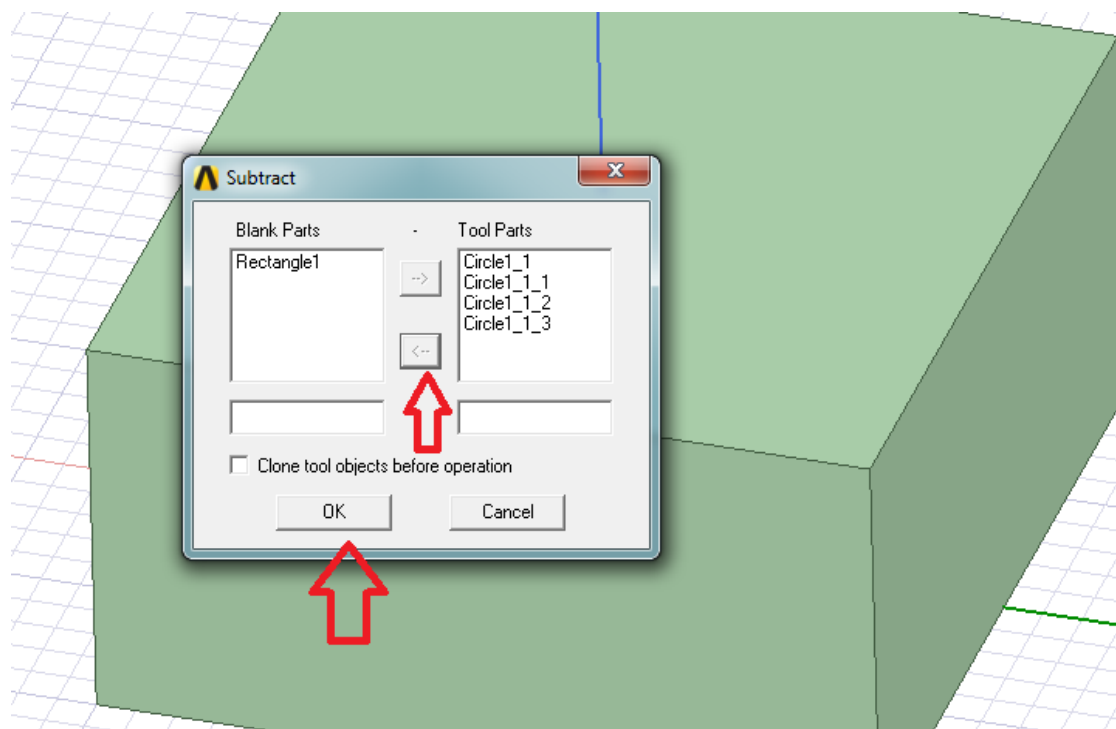 Subtract
Blank Parts - Tool Parts
Rectangle1
Circle1_1
Circle1_1_1
Circle1_1_2
Circle1_1_3
-->
<--
Clone tool objects before operation
OK Cancel